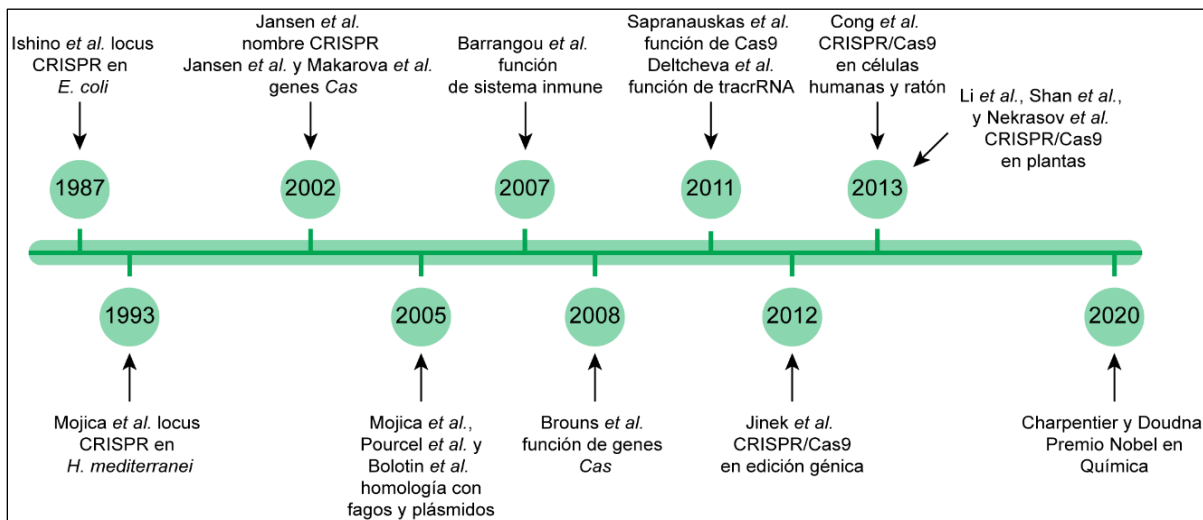 Ishino et al. locus
CRISPR en
E. coli
1987
Jansen et al.
nombre CRISPR
Jansen et al. y Makarova et al.
genes Cas
2002
Barrangou et al.
función
de sistema inmune
2007
Sapranauskas et al.
función de Cas9
Deltcheva et al.
función de tracrRNA
2011
Cong et al.
CRISPR/Cas9
en células
humanas y ratón
2013
Li et al., Shan et al.,
y Nekrasov et al.
CRISPR/Cas9
en plantas
1993
Mojica et al. locus
CRISPR en
H. mediterranei
2005
Mojica et al.,
Pourcel et al. y
Bolotin et al.
homología con
fagos y plásmidos
2008
Brouns et al.
función de genes
Cas
2012
Jinek et al.
CRISPR/Cas9
en edición génica
2020
Charpentier y Doudna
Premio Nobel en
Química